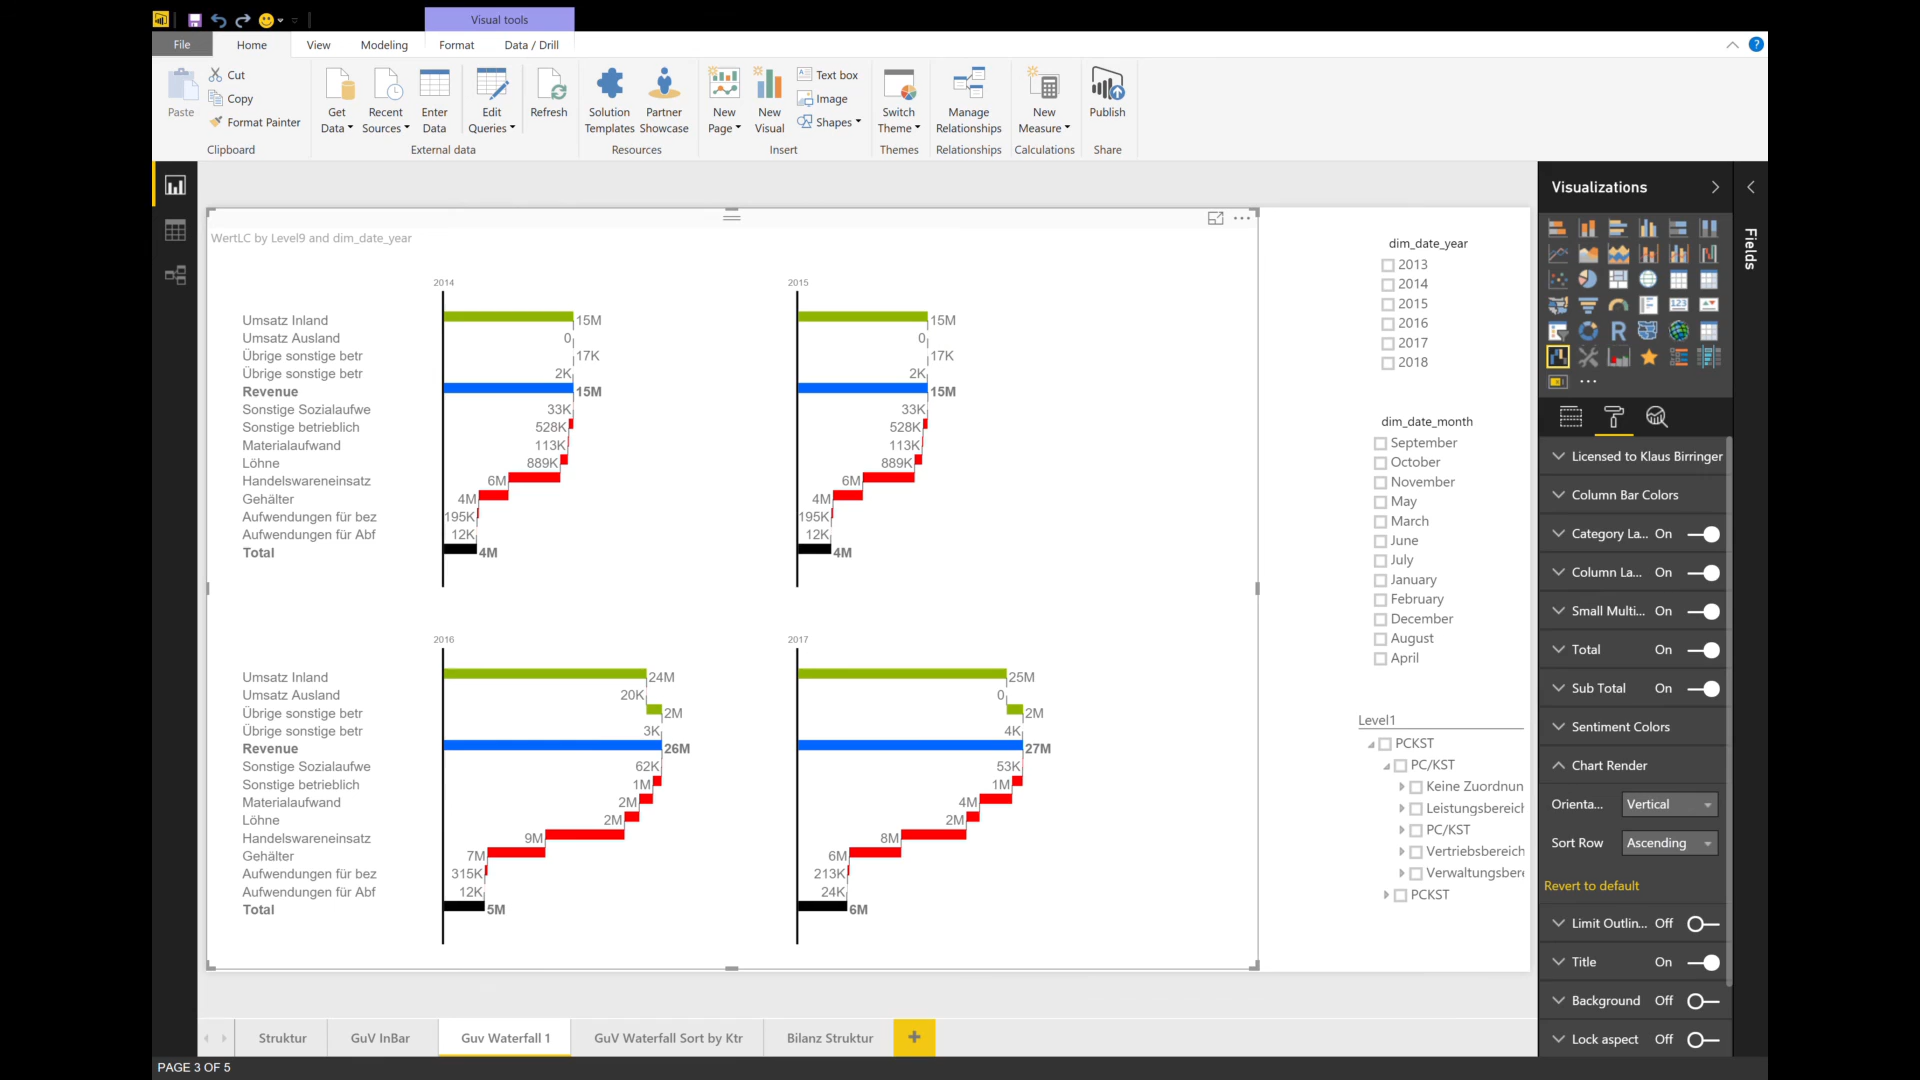 Visual tools
File
Home
View
Modeling
Format
Data / Drill
?
Paste
Cut
Copy
Format Painter
Clipboard
Get Data
Recent Sources
Enter Data
Edit Queries
Refresh
External data
Solution Templates
Partner Showcase
Resources
New Page
New Visual
Text box
Image
Shapes
Insert
Switch Theme
Themes
Manage Relationships
Relationships
New Measure
Calculations
Publish
Share
WertLC by Level9 and dim_date_year
2014
2015
Umsatz Inland 15M 15M
Umsatz Ausland 0 0
Übrige sonstige betr 17K 17K
Übrige sonstige betr 2K 2K
Revenue 15M 15M
Sonstige Sozialaufwe 33K 33K
Sonstige betrieblich 528K 528K
Materialaufwand 113K 113K
Löhne 889K 889K
Handelswareneinsatz 6M 6M
Gehälter 4M 4M
Aufwendungen für bez 195K 195K
Aufwendungen für Abf 12K 12K
Total 4M 4M
2016
2017
Umsatz Inland 24M 25M
Umsatz Ausland 20K 0
Übrige sonstige betr 2M 2M
Übrige sonstige betr 3K 4K
Revenue 26M 27M
Sonstige Sozialaufwe 62K 53K
Sonstige betrieblich 1M 1M
Materialaufwand 2M 4M
Löhne 2M 2M
Handelswareneinsatz 9M 8M
Gehälter 7M 6M
Aufwendungen für bez 315K 213K
Aufwendungen für Abf 12K 24K
Total 5M 6M
dim_date_year
2013
2014
2015
2016
2017
2018
dim_date_month
September
October
November
May
March
June
July
January
February
December
August
April
Level1
PCKST
PC/KST
Keine Zuordnun
Leistungsbereich
PC/KST
Vertriebsbereich
Verwaltungsbere
PCKST
Visualizations
Fields
123
R
Licensed to Klaus Birringer
Column Bar Colors
Category La... On
Column La... On
Small Multi... On
Total On
Sub Total On
Sentiment Colors
Chart Render
Orienta... Vertical
Sort Row Ascending
Revert to default
Limit Outlin... Off
Title On
Background Off
Lock aspect Off
Struktur
GuV InBar
Guv Waterfall 1
GuV Waterfall Sort by Ktr
Bilanz Struktur
+
PAGE 3 OF 5